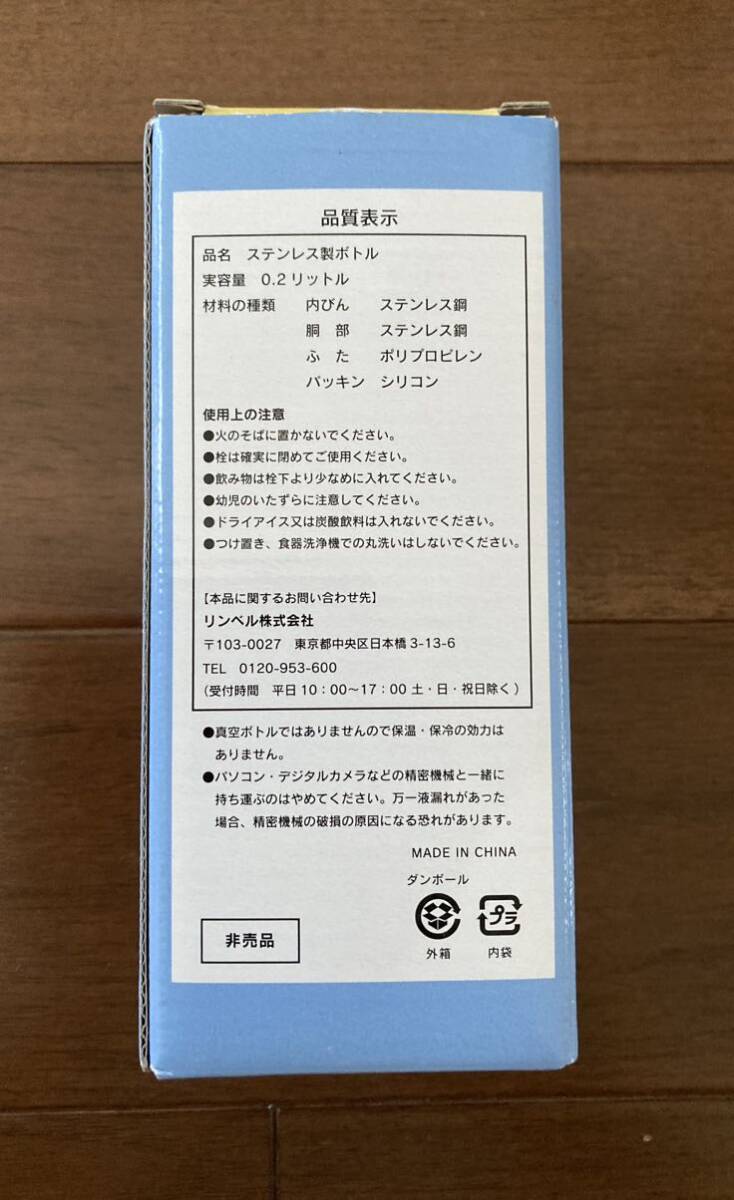 品質表示
品名 ステンレス製ボトル
実容量 0.2リットル
材料の種類 内びん ステンレス鋼
胴 部 ステンレス鋼
ふ た ポリプロピレン
パッキン シリコン
使用上の注意
●火のそばに置かないでください。
●栓は確実に閉めてご使用ください。
●飲み物は栓下より少なめに入れてください。
●幼児のいたずらに注意してください。
●ドライアイス又は炭酸飲料は入れないでください。
●つけ置き、食器洗浄機での丸洗いはしないでください。
【本品に関するお問い合わせ先】
リンベル株式会社
〒103-0027 東京都中央区日本橋3-13-6
TEL 0120-953-600
(受付時間 平日10：00〜17：00 土・日・祝日除く)
●真空ボトルではありませんので保温・保冷の効力は
ありません。
●パソコン・デジタルカメラなどの精密機械と一緒に
持ち運ぶのはやめてください。万一液漏れがあった
場合、精密機械の破損の原因になる恐れがあります。
MADE IN CHINA
ダンボール
プラ
外箱 内袋
非売品